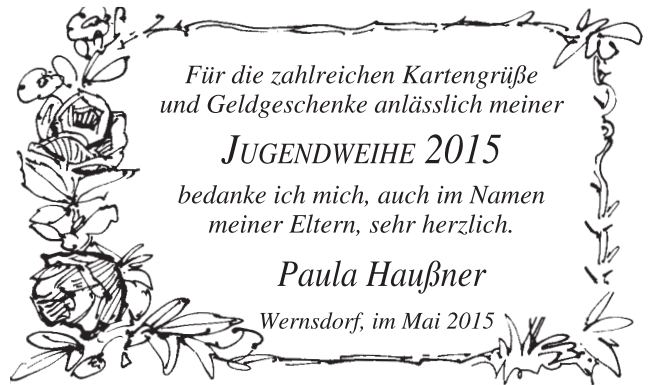 Für die zahlreichen Kartengrüße
und Geldgeschenke anlässlich meiner
JUGENDWEIHE 2015
bedanke ich mich, auch im Namen
meiner Eltern, sehr herzlich.
Paula Haußner
Wernsdorf, im Mai 2015